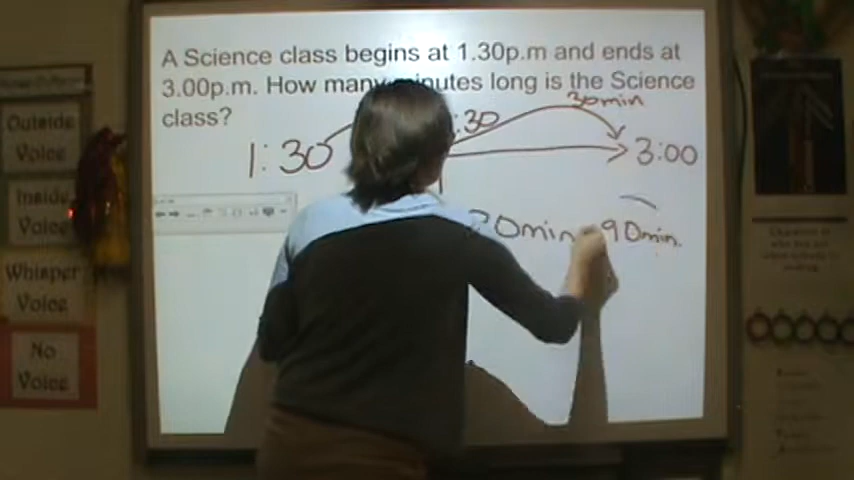 A Science class begins at 1.30p.m and ends at
3.00p.m. How many minutes long is the Science
class?
30min
1:30 :30 3:00
30min 90min.
Outside
Voice
Inside
Voice
Whisper
Voice
No
Voice